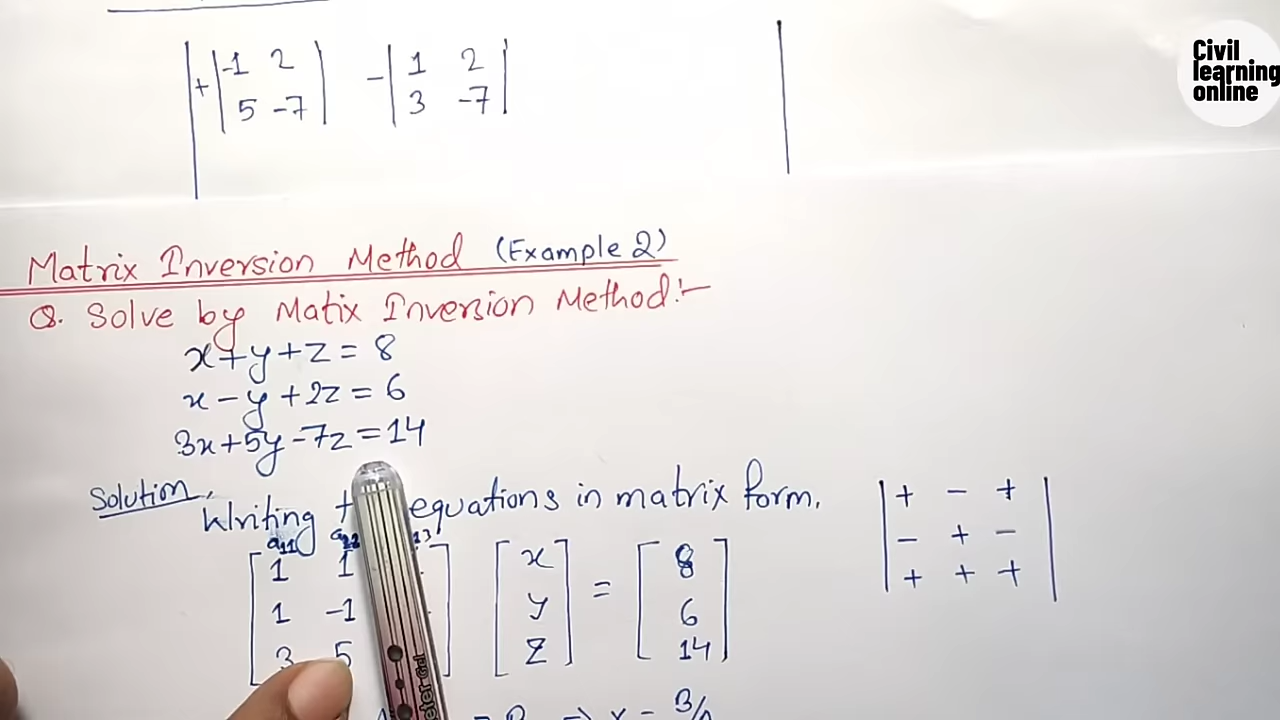 Civil
learning
online
+ | -1 2 | - | 1 2 |
| 5 -7 | | 3 -7 |
Matrix Inversion Method (Example 2)
Q. Solve by Matix Inversion Method:-
x+y+z = 8
x-y+2z = 6
3x+5y-7z=14
Solution,
Writing equations in matrix form.
a11
1 1 x 8
1 -1 y = 6
3 5 z 14
+ - +
- + -
+ + +
⇒ x = B/A